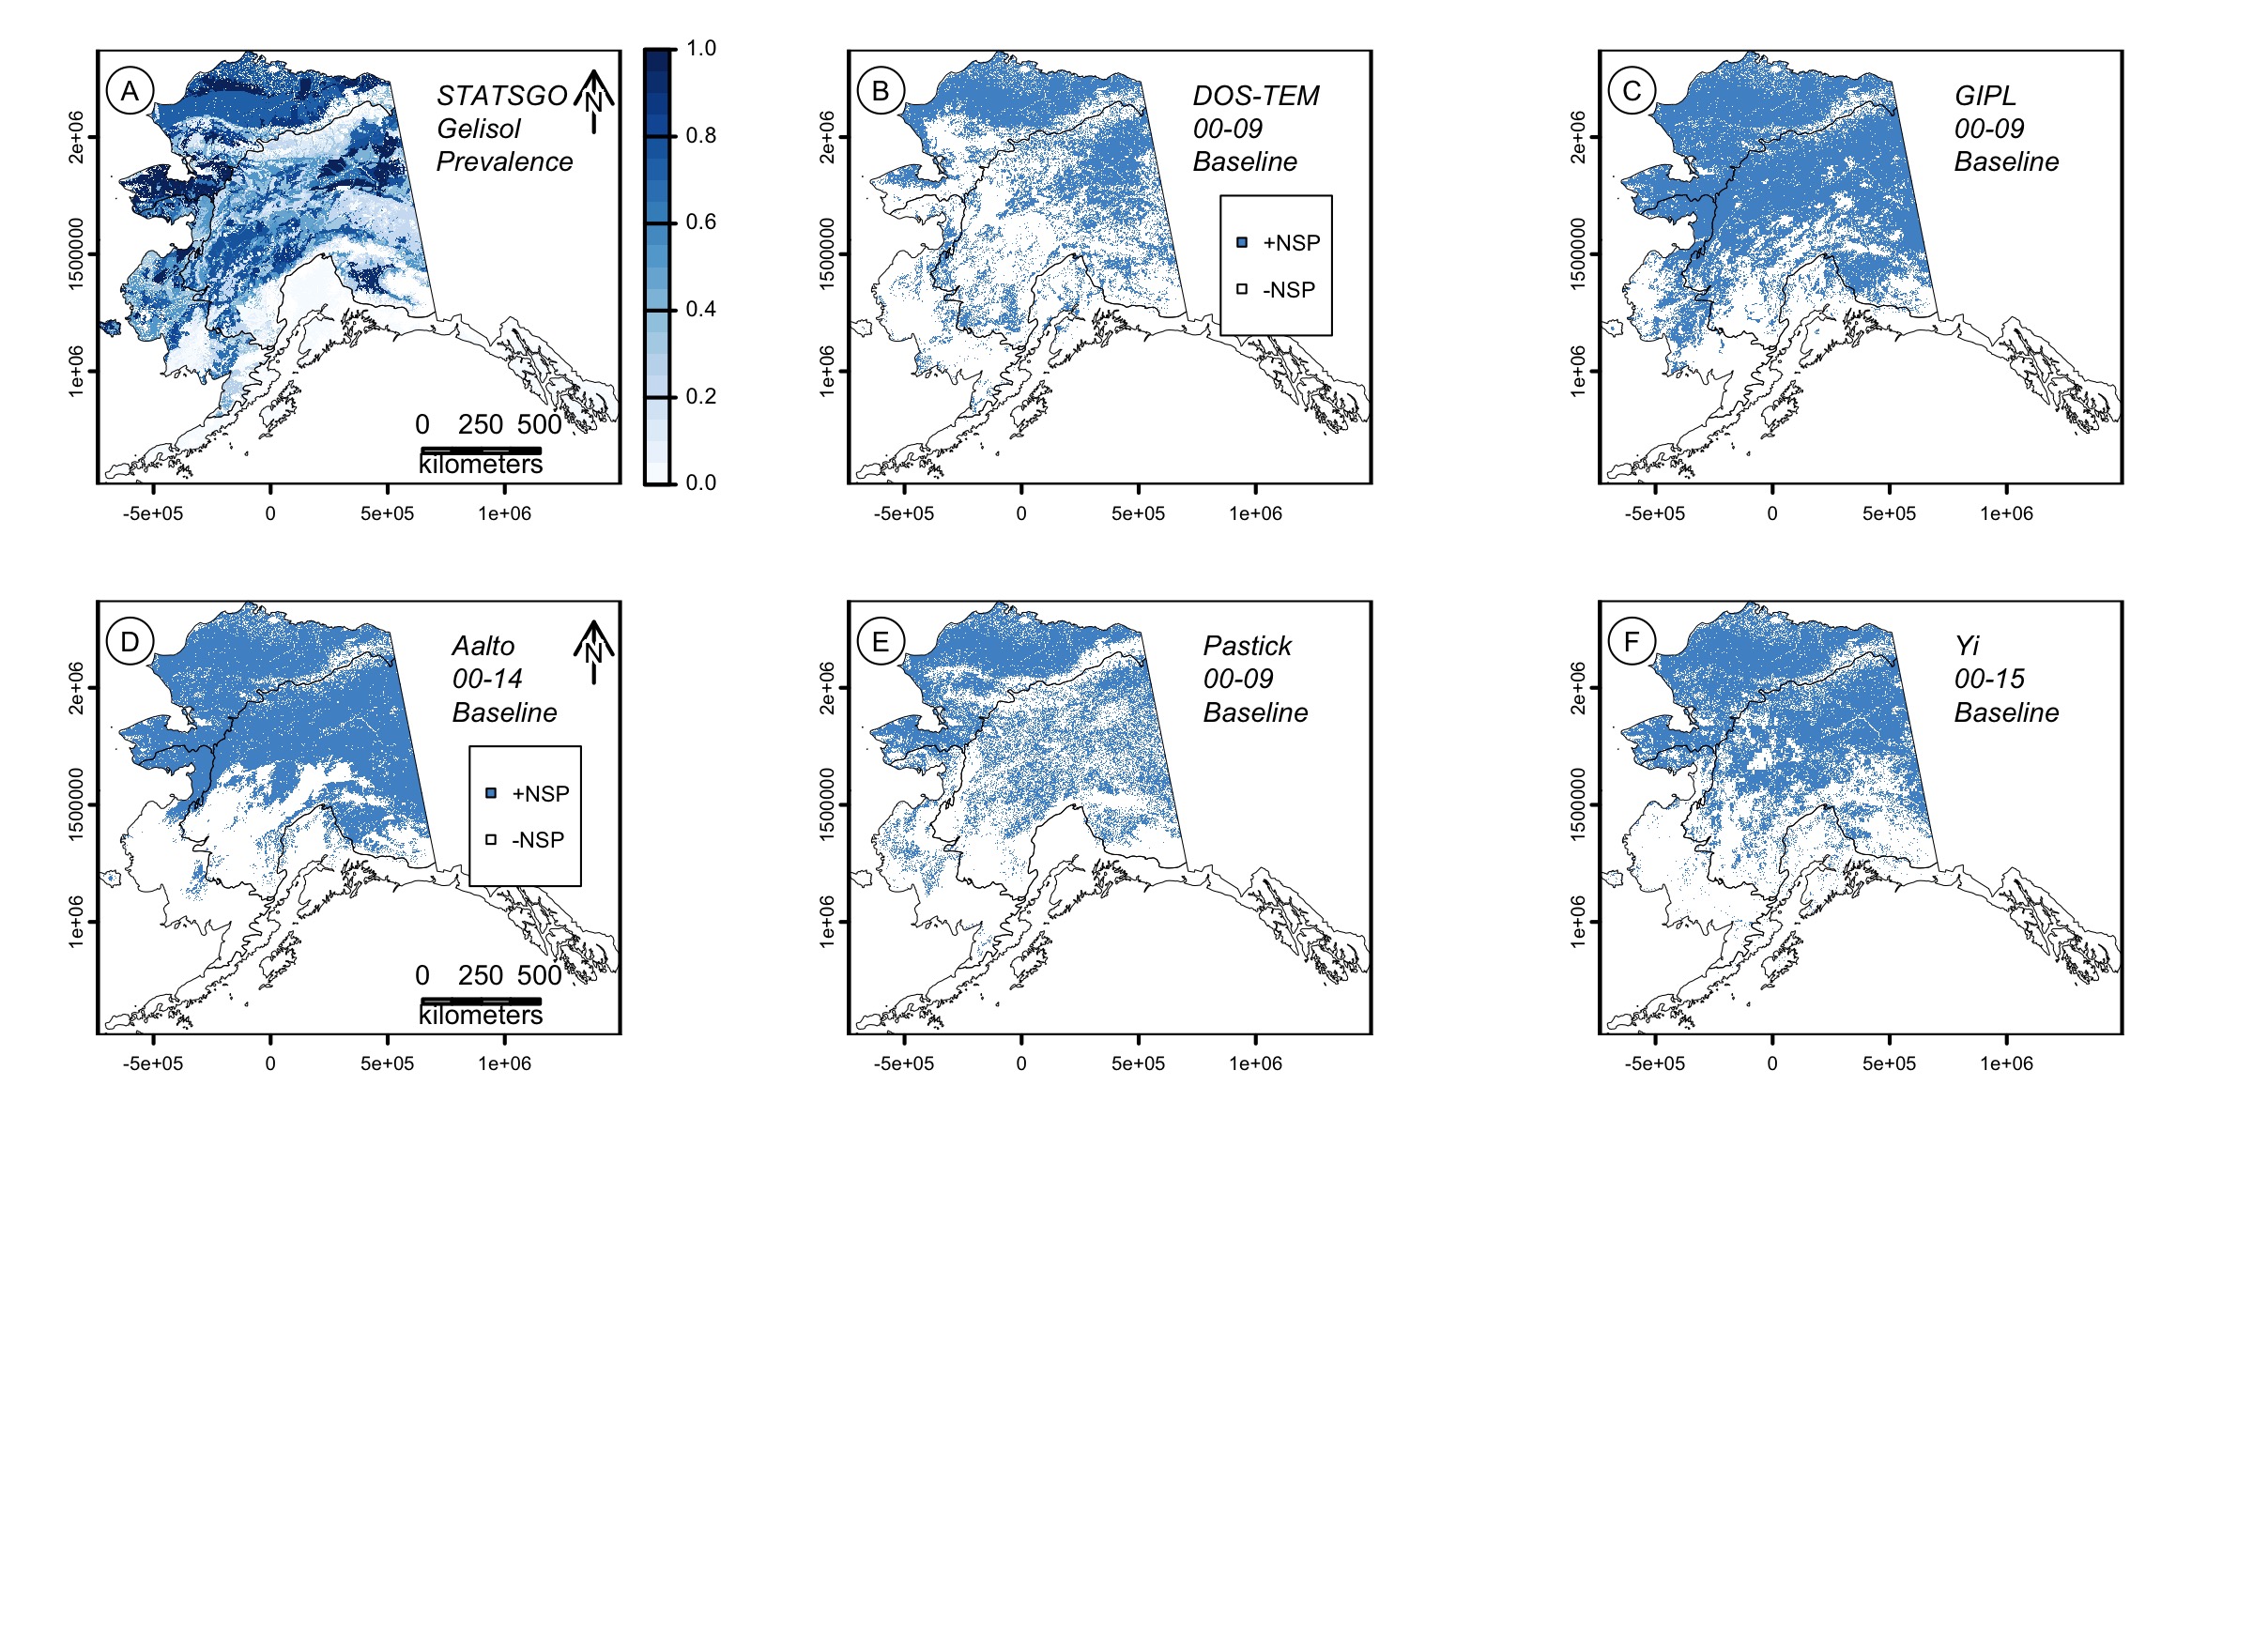 A
STATSGO
Gelisol
Prevalence
N
1.0
0.8
0.6
0.4
0.2
0.0
2e+06
1500000
1e+06
0 250 500
kilometers
-5e+05 0 5e+05 1e+06
B
DOS-TEM
00-09
Baseline
+NSP
-NSP
2e+06
1500000
1e+06
-5e+05 0 5e+05 1e+06
C
GIPL
00-09
Baseline
2e+06
1500000
1e+06
-5e+05 0 5e+05 1e+06
D
Aalto
00-14
Baseline
N
+NSP
-NSP
2e+06
1500000
1e+06
0 250 500
kilometers
-5e+05 0 5e+05 1e+06
E
Pastick
00-09
Baseline
2e+06
1500000
1e+06
-5e+05 0 5e+05 1e+06
F
Yi
00-15
Baseline
2e+06
1500000
1e+06
-5e+05 0 5e+05 1e+06